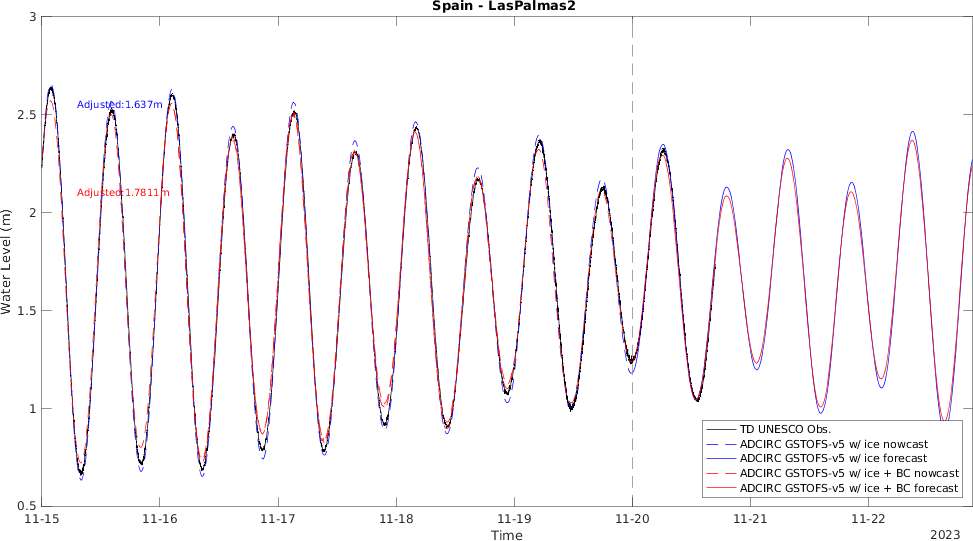 Spain - LasPalmas2
3
2.5
2
1.5
1
0.5
Water Level (m)
Adjusted:1.637m
Adjusted:1.7811m
TD UNESCO Obs.
ADCIRC GSTOFS-v5 w/ ice nowcast
ADCIRC GSTOFS-v5 w/ ice forecast
ADCIRC GSTOFS-v5 w/ ice + BC nowcast
ADCIRC GSTOFS-v5 w/ ice + BC forecast
11-15 11-16 11-17 11-18 11-19 11-20 11-21 11-22
Time
2023